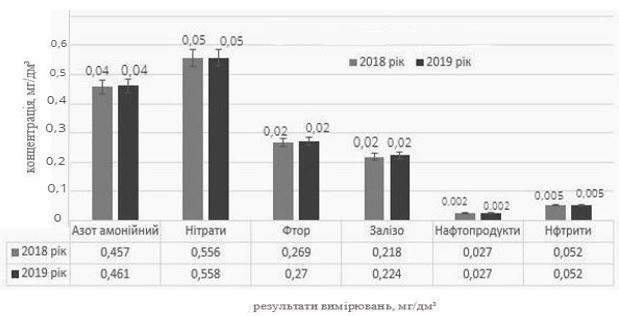 концентрація, мг/дм³
0,6
0,5
0,4
0,3
0,2
0,1
0
2018 рік 2019 рік
0,04 0,04
0,05 0,05
0,02 0,02
0,02 0,02
0,002 0,002
0,005 0,005
Азот амонійний Нітрати Фтор Залізо Нафтопродукти Нфтрити
2018 рік 0,457 0,556 0,269 0,218 0,027 0,052
2019 рік 0,461 0,558 0,27 0,224 0,027 0,052
результати вимірювань, мг/дм³